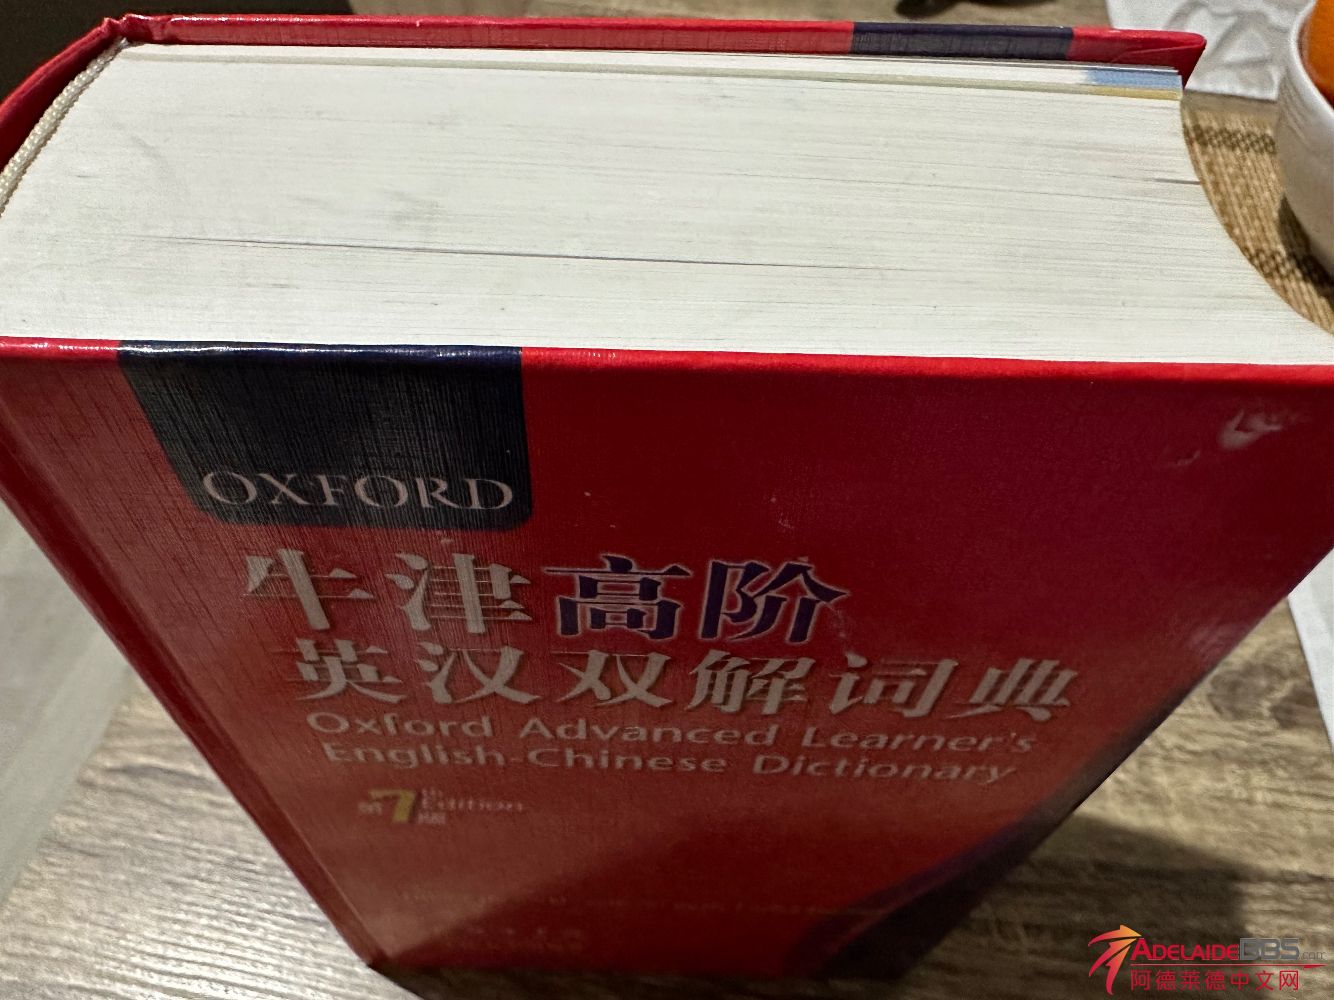 OXFORD
牛津高阶
英汉双解词典
Oxford Advanced Learner's
English-Chinese Dictionary
第7版 th Edition
ADELAIDEBBS.com
阿德莱德中文网